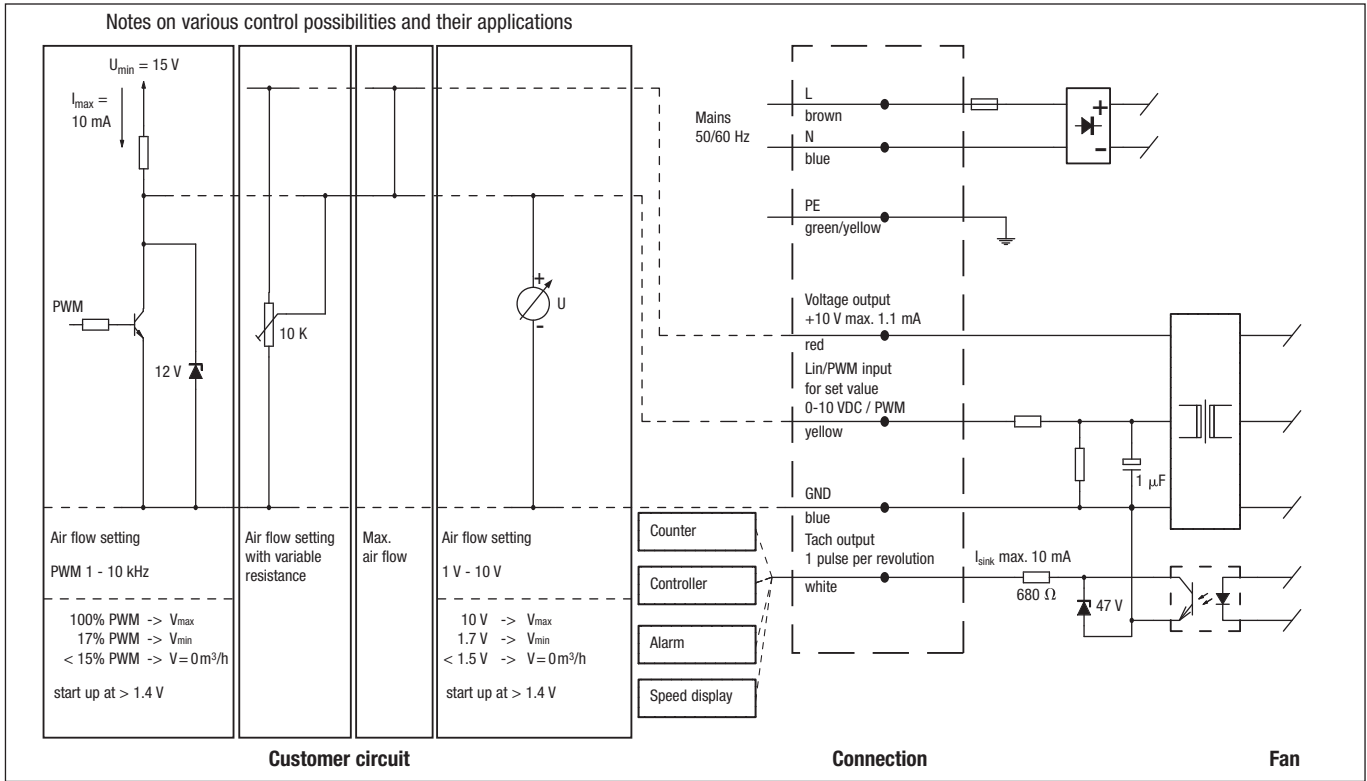 Notes on various control possibilities and their applications
Umin = 15 V
Imax =
10 mA
PWM
12 V
10 K
+
U
-
Air flow setting
PWM 1 - 10 kHz
100% PWM -> Vmax
17% PWM -> Vmin
< 15% PWM -> V = 0 m³/h
start up at > 1.4 V
Air flow setting
with variable
resistance
Max.
air flow
Air flow setting
1 V - 10 V
10 V -> Vmax
1.7 V -> Vmin
< 1.5 V -> V = 0 m³/h
start up at > 1.4 V
Counter
Controller
Alarm
Speed display
Mains
50/60 Hz
L
brown
N
blue
PE
green/yellow
Voltage output
+10 V max. 1.1 mA
red
Lin/PWM input
for set value
0-10 VDC / PWM
yellow
GND
blue
Tach output
1 pulse per revolution
white
+
-
1 µF
Isink max. 10 mA
680 Ω
47 V
Customer circuit
Connection
Fan